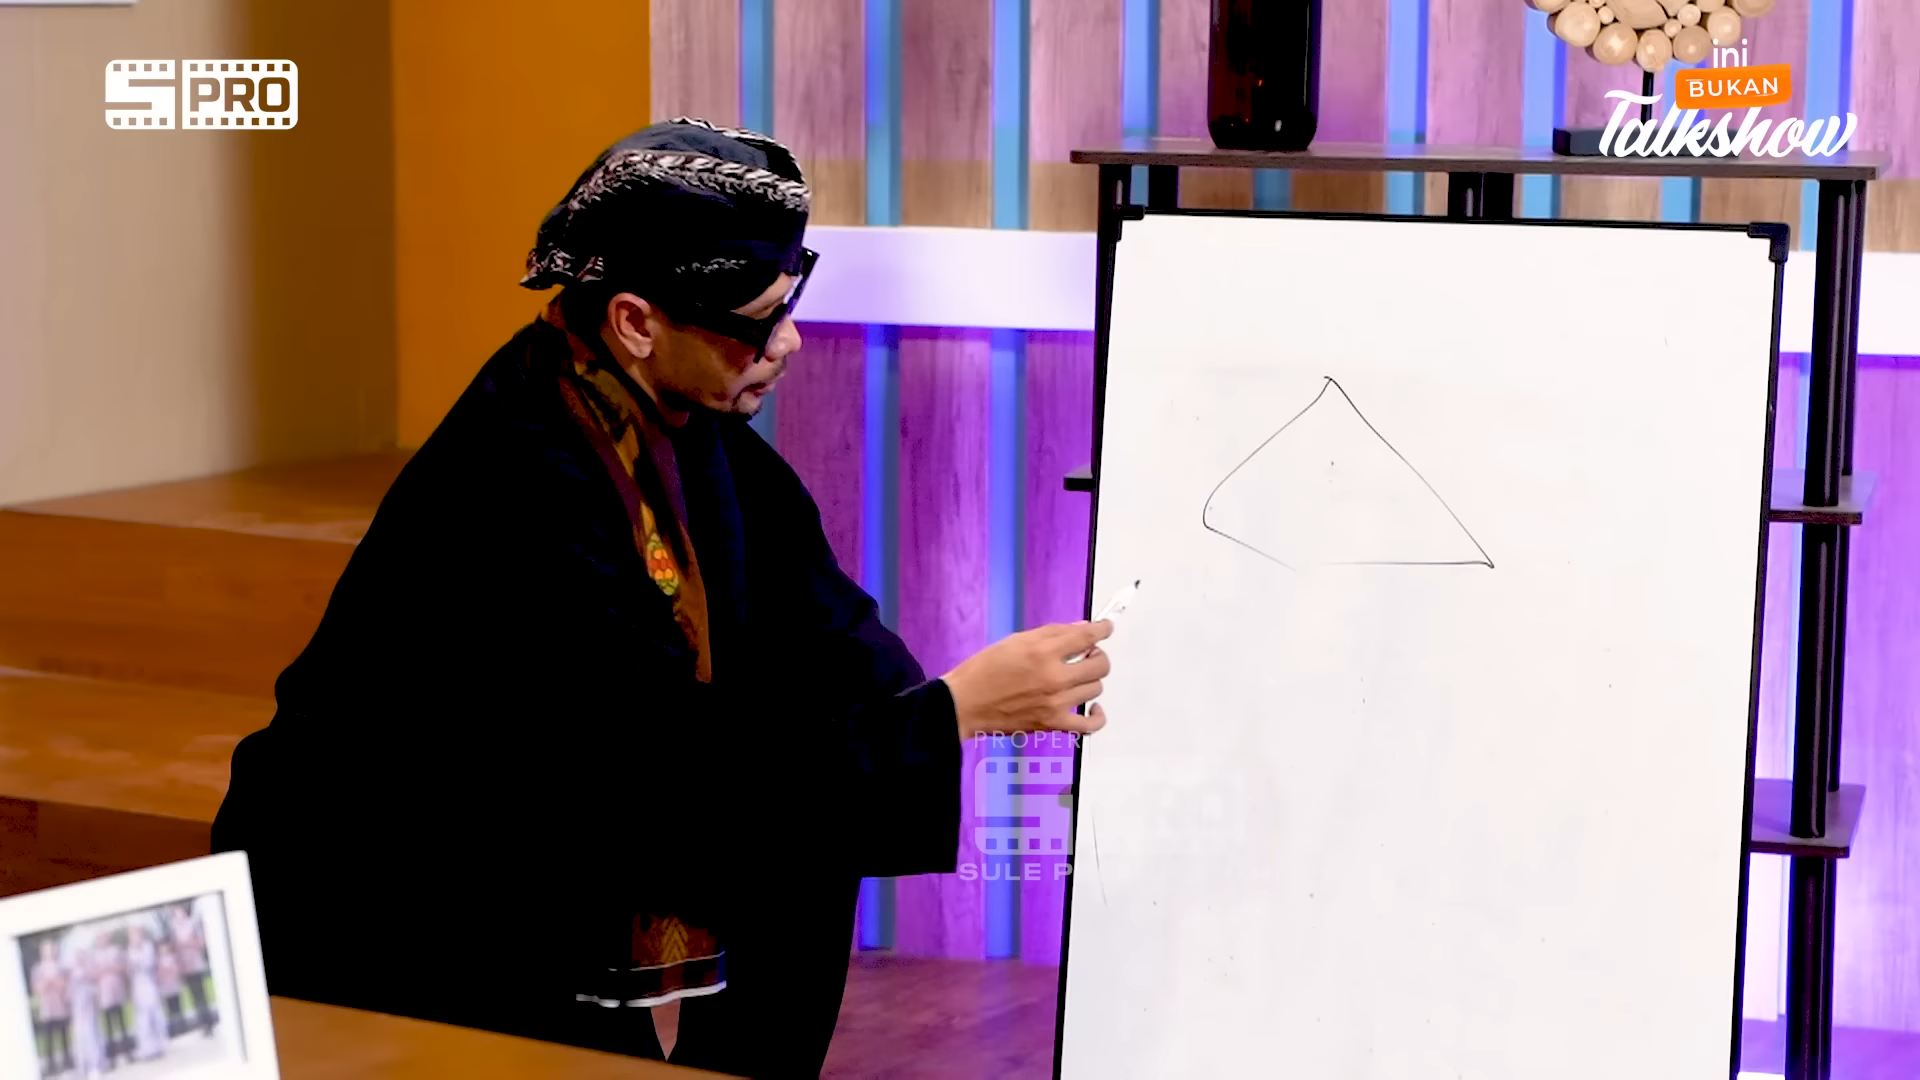 S PRO
ini
BUKAN
Talkshow
PROPER
S
SULE P